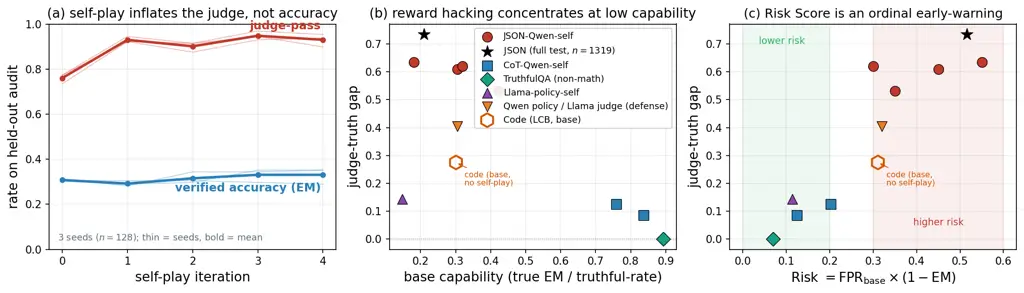 (a) self-play inflates the judge, not accuracy
judge-pass
verified accuracy (EM)
3 seeds (n = 128); thin = seeds, bold = mean
rate on held-out audit
0.0
0.2
0.4
0.6
0.8
1.0
0
1
2
3
4
self-play iteration
(b) reward hacking concentrates at low capability
JSON-Qwen-self
JSON (full test, n = 1319)
CoT-Qwen-self
TruthfulQA (non-math)
Llama-policy-self
Qwen policy / Llama judge (defense)
Code (LCB, base)
code (base,
no self-play)
judge-truth gap
0.0
0.1
0.2
0.3
0.4
0.5
0.6
0.7
0.2
0.3
0.4
0.5
0.6
0.7
0.8
0.9
base capability (true EM / truthful-rate)
(c) Risk Score is an ordinal early-warning
lower risk
code (base,
no self-play)
higher risk
judge-truth gap
0.0
0.1
0.2
0.3
0.4
0.5
0.6
0.7
0.0
0.1
0.2
0.3
0.4
0.5
0.6
Risk = FPR_base × (1 − EM)